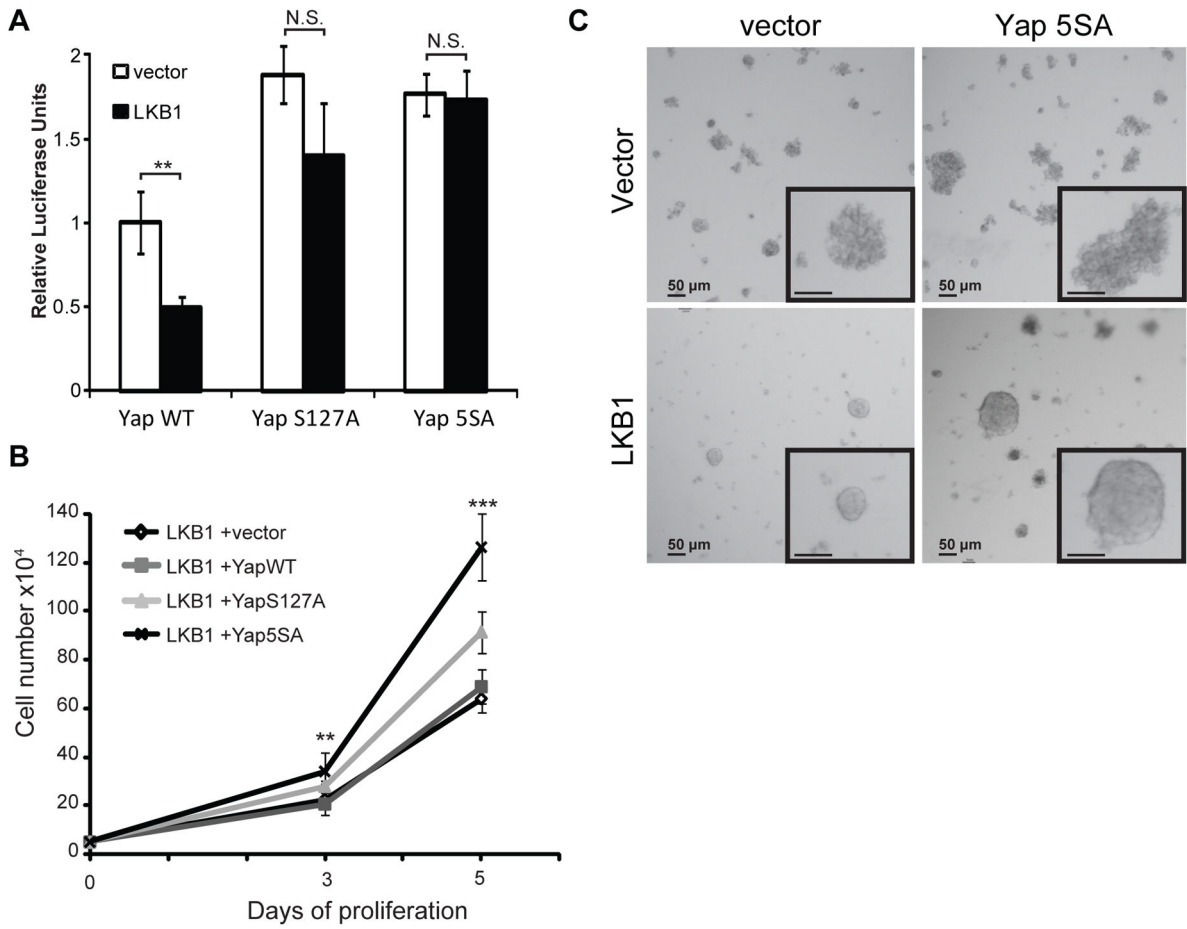 A
N.S.
N.S.
2
vector
LKB1
1.5
**
1
0.5
0
Relative Luciferase Units
Yap WT
Yap S127A
Yap 5SA
B
140
120
100
80
60
40
20
0
Cell number x10⁴
LKB1 +vector
LKB1 +YapWT
LKB1 +YapS127A
LKB1 +Yap5SA
**
***
0
3
5
Days of proliferation
C
vector
Yap 5SA
Vector
50 µm
50 µm
LKB1
50 µm
50 µm